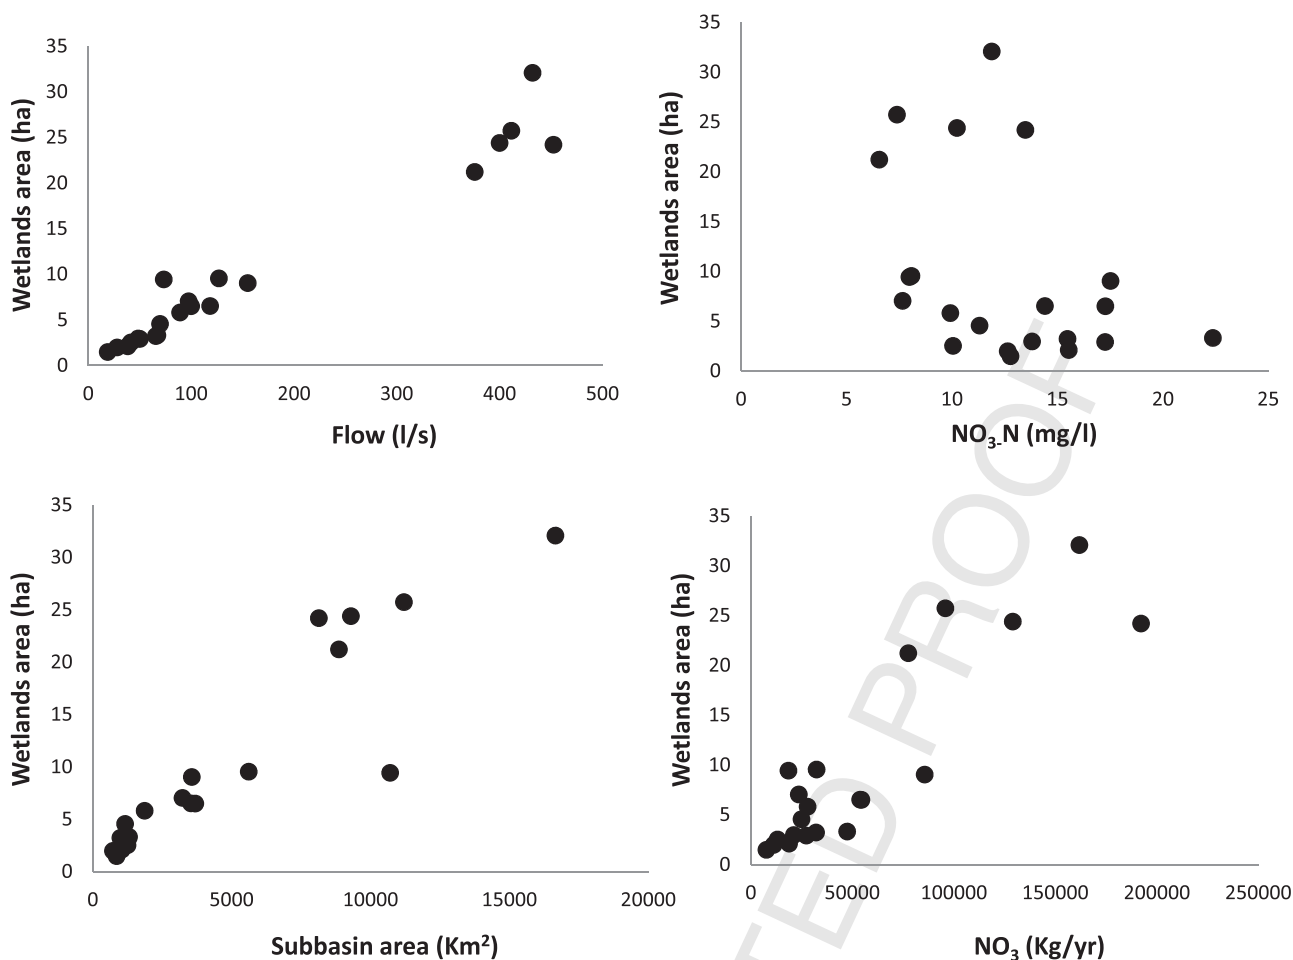 35
30
25
20
15
10
5
0
Wetlands area (ha)
0 100 200 300 400 500
Flow (l/s)
35
30
25
20
15
10
5
0
Wetlands area (ha)
0 5 10 15 20 25
NO3-N (mg/l)
35
30
25
20
15
10
5
0
Wetlands area (ha)
0 5000 10000 15000 20000
Subbasin area (Km²)
35
30
25
20
15
10
5
0
Wetlands area (ha)
0 50000 100000 150000 200000 250000
NO3 (Kg/yr)
TED PROOF